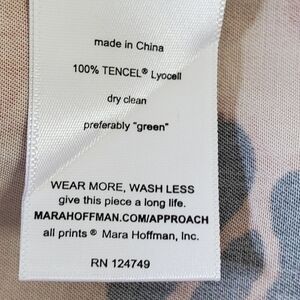 made in China
100% TENCEL® Lyocell
dry clean
preferably "green"
WEAR MORE, WASH LESS
give this piece a long life.
MARAHOFFMAN.COM/APPROACH
all prints ® Mara Hoffman, Inc.
RN 124749